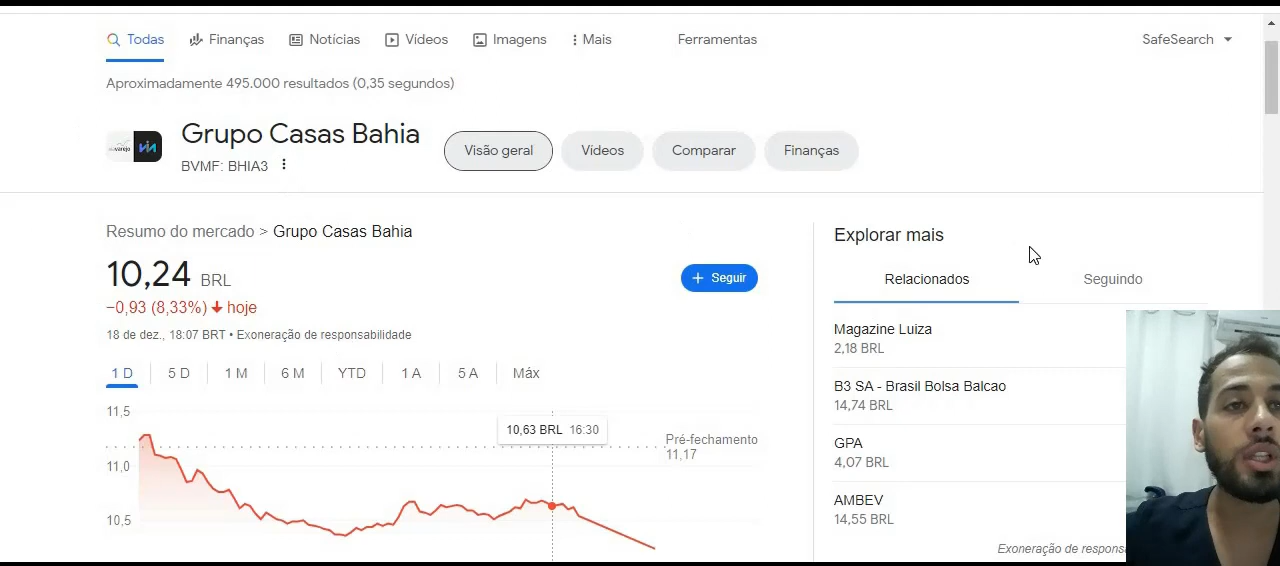 Todas Finanças Notícias Vídeos Imagens Mais Ferramentas SafeSearch
Aproximadamente 495.000 resultados (0,35 segundos)
Grupo Casas Bahia
BVMF: BHIA3
Visão geral Vídeos Comparar Finanças
Resumo do mercado > Grupo Casas Bahia
10,24 BRL
+ Seguir
−0,93 (8,33%) hoje
18 de dez., 18:07 BRT • Exoneração de responsabilidade
1 D 5 D 1 M 6 M YTD 1 A 5 A Máx
11,5
10,63 BRL 16:30
Pré-fechamento
11,17
11,0
10,5
Explorar mais
Relacionados Seguindo
Magazine Luiza
2,18 BRL
B3 SA - Brasil Bolsa Balcao
14,74 BRL
GPA
4,07 BRL
AMBEV
14,55 BRL
Exoneração de respons